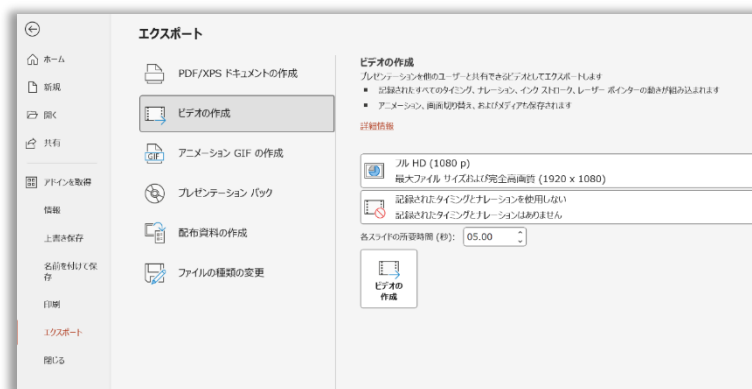 エクスポート
ホーム
新規
開く
共有
アドインを取得
情報
上書き保存
名前を付けて保
存
印刷
エクスポート
閉じる
PDF/XPS ドキュメントの作成
ビデオの作成
GIF
アニメーション GIF の作成
プレゼンテーション パック
配布資料の作成
ファイルの種類の変更
ビデオの作成
プレゼンテーションを他のユーザーと共有できるビデオとしてエクスポートします
■ 記録されたすべてのタイミング、ナレーション、インク ストローク、レーザー ポインターの動きが組み込まれます
■ アニメーション、画面切り替え、およびメディアも保存されます
詳細情報
フル HD (1080 p)
最大ファイル サイズおよび完全高画質 (1920 x 1080)
記録されたタイミングとナレーションを使用しない
記録されたタイミングとナレーションはありません
各スライドの所要時間 (秒): 05.00
ビデオの
作成